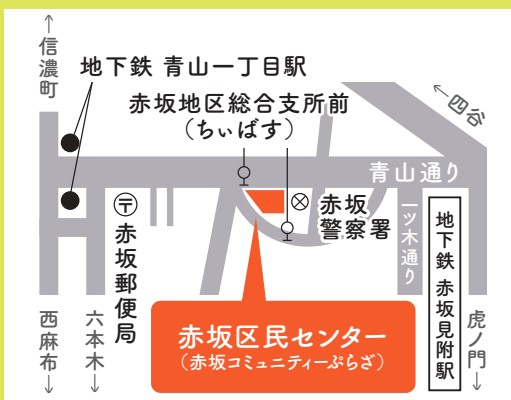 ↑信濃町
地下鉄 青山一丁目駅
赤坂地区総合支所前
（ちぃばす）
←四谷
青山通り
〒赤坂郵便局
赤坂
警察署
一ツ木通り
地下鉄 赤坂見附駅
赤坂区民センター
（赤坂コミュニティーぷらざ）
西麻布↓
六本木↓
虎ノ門↓